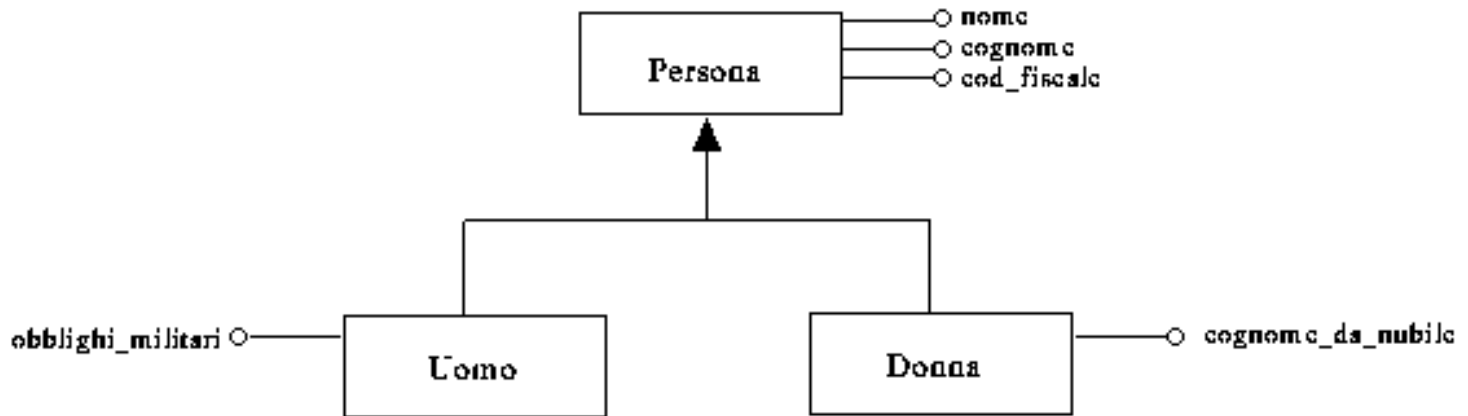 nome
cognome
cod_fiscale
Persona
obblighi_militari
Uomo
Donna
cognome_da_nubile